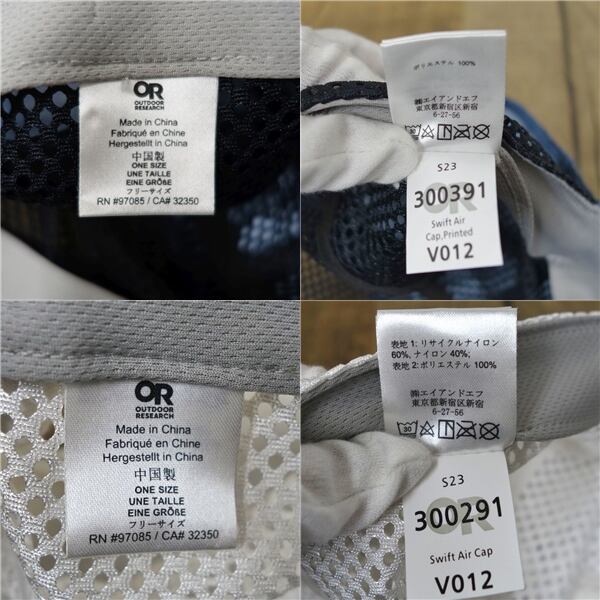 OR
OUTDOOR
RESEARCH
Made in China
Fabriqué en Chine
Hergestellt in China
中国製
ONE SIZE
UNE TAILLE
EINE GRÖßE
フリーサイズ
RN #97085 / CA# 32350
ポリエステル 100%
㈱エイアンドエフ
東京都新宿区新宿
6-27-56
S23
300391
OR
Swift Air
Cap,Printed
V012
OR
OUTDOOR
RESEARCH
Made in China
Fabriqué en Chine
Hergestellt in China
中国製
ONE SIZE
UNE TAILLE
EINE GRÖßE
フリーサイズ
RN #97085 / CA# 32350
表地 1: リサイクルナイロン
60%, ナイロン 40%;
表地 2: ポリエステル 100%
㈱エイアンドエフ
東京都新宿区新宿
6-27-56
30
S23
300291
OR
Swift Air Cap
V012